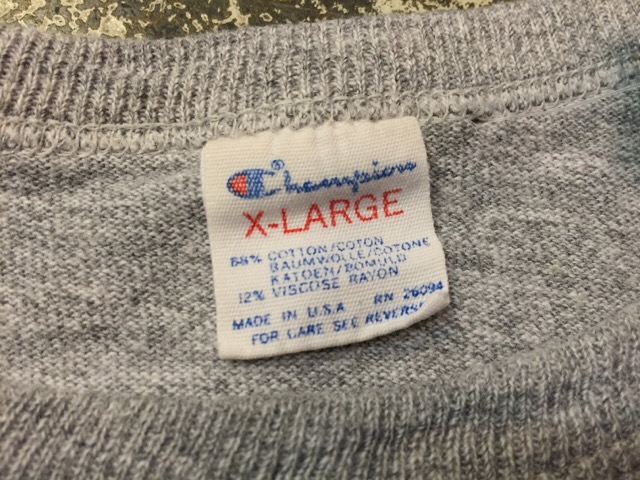 Champion®
X-LARGE
88% COTTON/COTON
BAUMWOLLE/COTONE
KATOEN/BOMULD
12% VISCOSE RAYON
MADE IN U.S.A RN 26094
FOR CARE SEE REVERSE